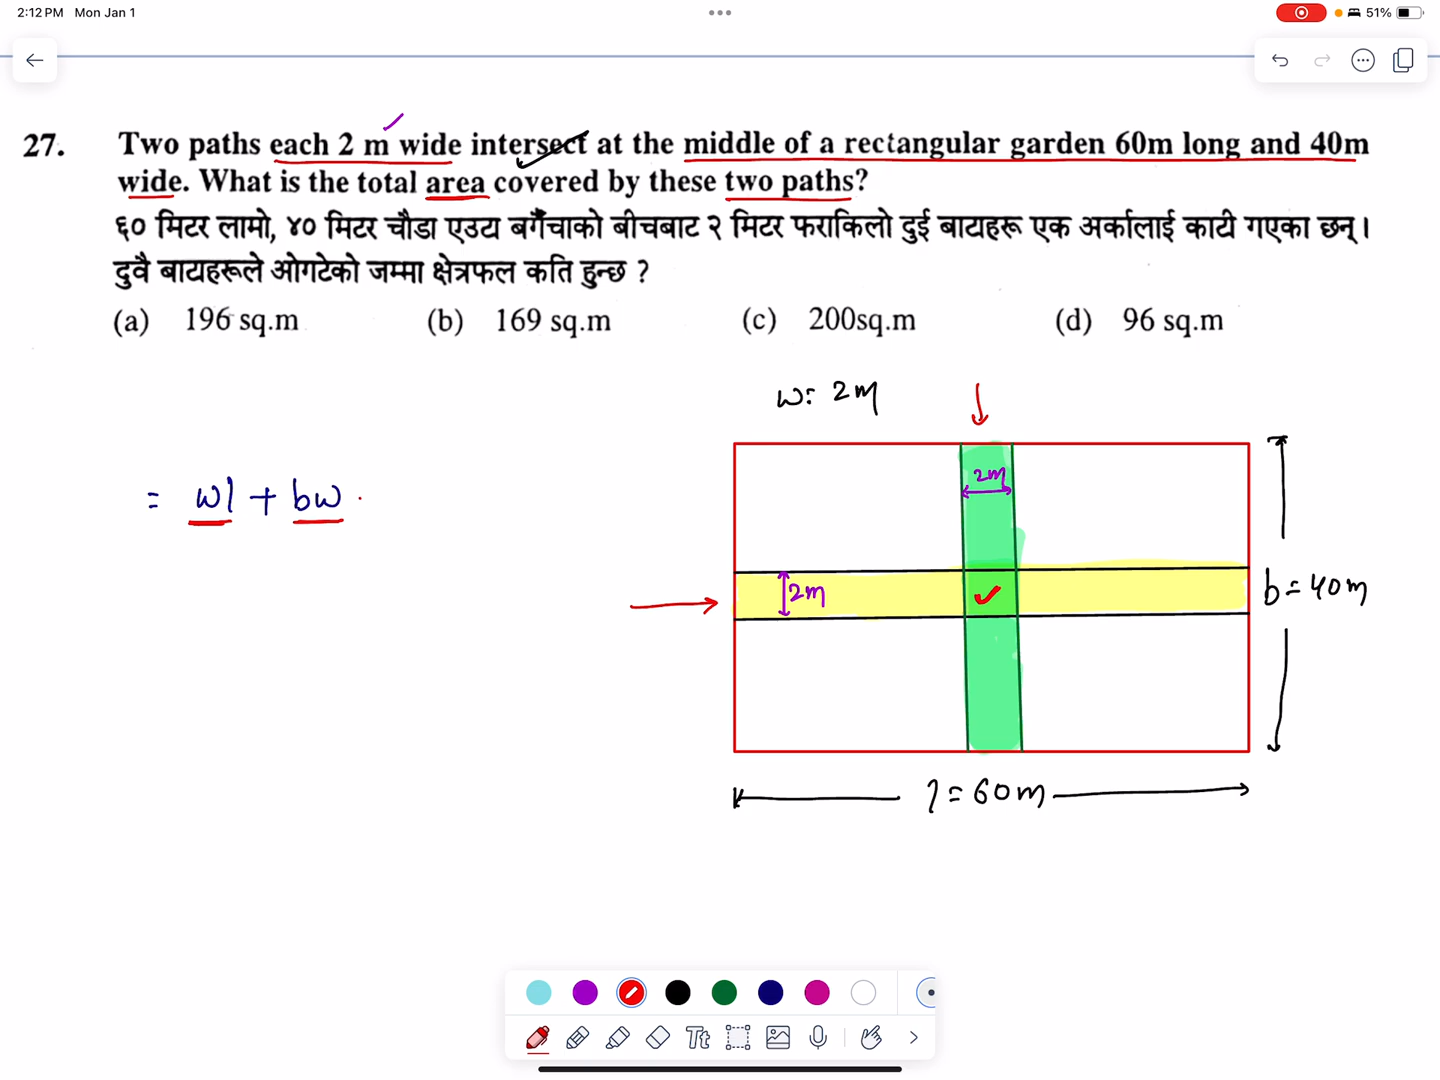 2:12 PM Mon Jan 1
51%
27. Two paths each 2 m wide intersect at the middle of a rectangular garden 60m long and 40m
wide. What is the total area covered by these two paths?
६० मिटर लामो, ४० मिटर चौडा एउटा बगैंचाको बीचबाट २ मिटर फराकिलो दुई बाटाहरू एक अर्कालाई काटी गएका छन्।
दुवै बाटाहरूले ओगटेको जम्मा क्षेत्रफल कति हुन्छ ?
(a) 196 sq.m (b) 169 sq.m (c) 200sq.m (d) 96 sq.m
w: 2m
2m
= wl + bw
2m
b = 40m
l = 60m
Tt